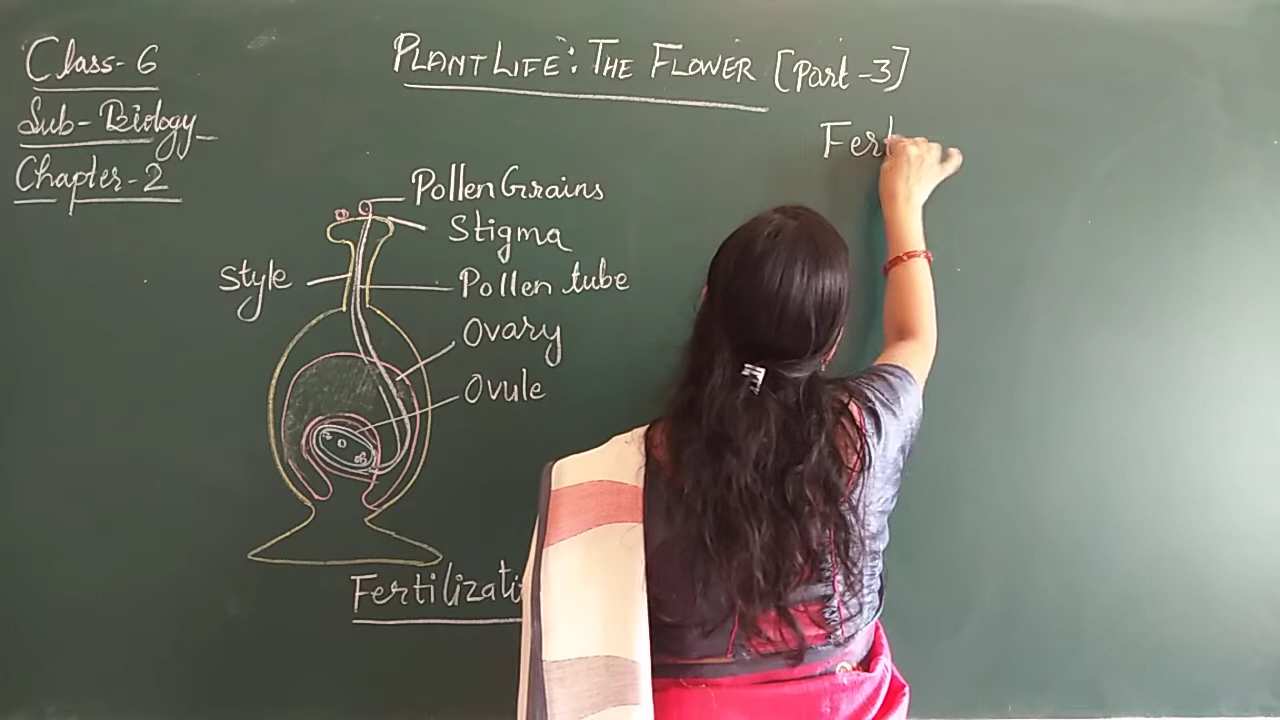 Class-6
Sub-Biology
Chapter-2
PLANT LIFE: THE FLOWER [Part-3]
Fert
Pollen Grains
Stigma
Style
Pollen tube
Ovary
Ovule
Fertilizati